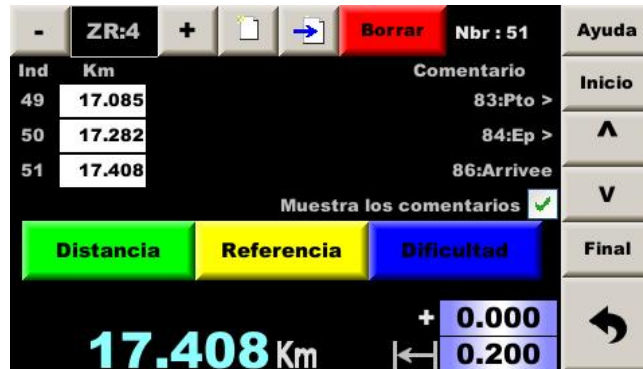 - ZR:4 + Borrar Nbr : 51 Ayuda
Ind Km Comentario Inicio
49 17.085 83:Pto >
50 17.282 84:Ep > ^
51 17.408 86:Arrivee
Muestra los comentarios v
Distancia Referencia Dificultad Final
+ 0.000
17.408 Km 0.200